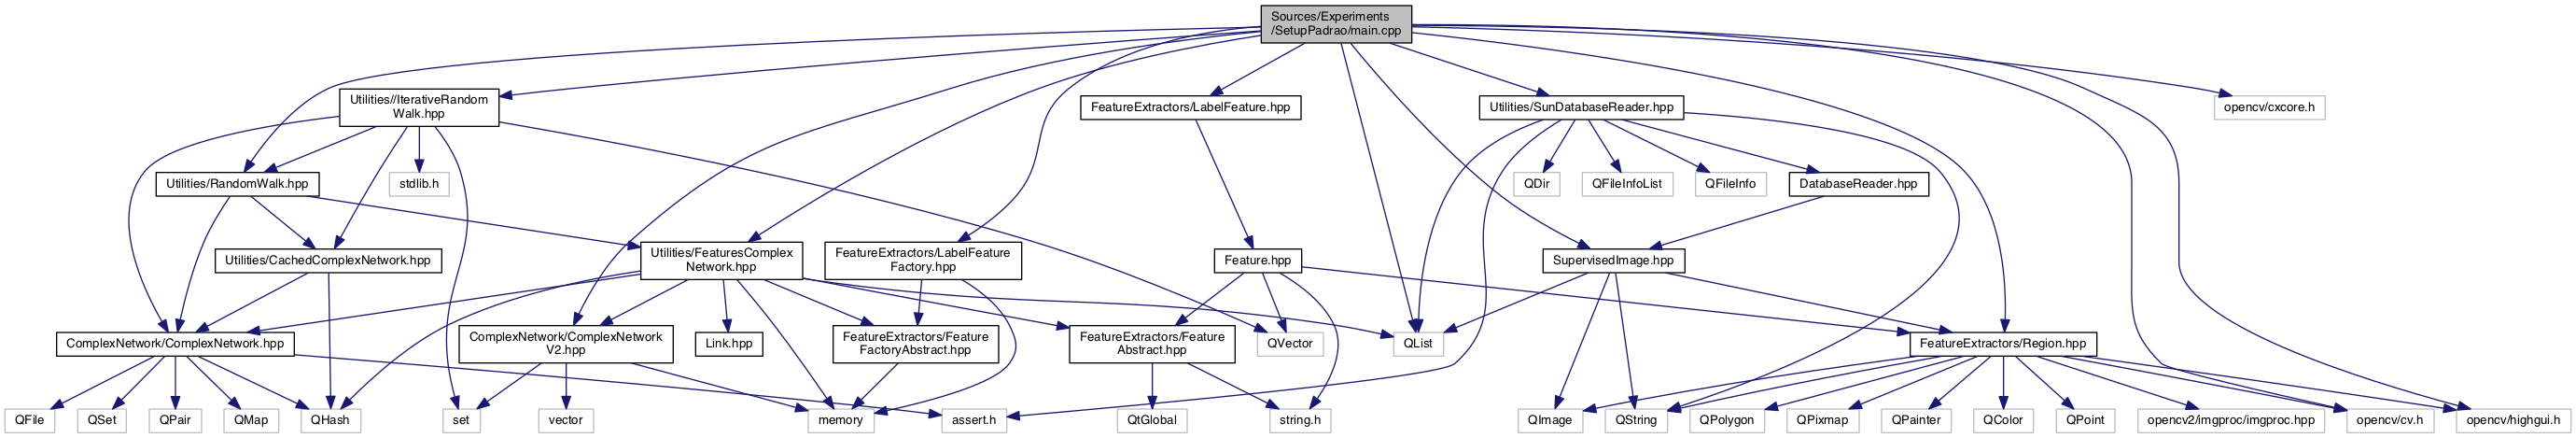 Sources/Experiments
/SetupPadrao/main.cpp
Utilities//IterativeRandom
Walk.hpp
FeatureExtractors/LabelFeature.hpp
Utilities/SunDatabaseReader.hpp
opencv/cxcore.h
Utilities/RandomWalk.hpp
stdlib.h
QDir
QFileInfoList
QFileInfo
DatabaseReader.hpp
Utilities/CachedComplexNetwork.hpp
Utilities/FeaturesComplex
Network.hpp
FeatureExtractors/LabelFeature
Factory.hpp
Feature.hpp
SupervisedImage.hpp
ComplexNetwork/ComplexNetwork.hpp
ComplexNetwork/ComplexNetwork
V2.hpp
Link.hpp
FeatureExtractors/Feature
FactoryAbstract.hpp
FeatureExtractors/Feature
Abstract.hpp
QVector
QList
FeatureExtractors/Region.hpp
QFile
QSet
QPair
QMap
QHash
set
vector
memory
assert.h
QtGlobal
string.h
QImage
QString
QPolygon
QPixmap
QPainter
QColor
QPoint
opencv2/imgproc/imgproc.hpp
opencv/cv.h
opencv/highgui.h